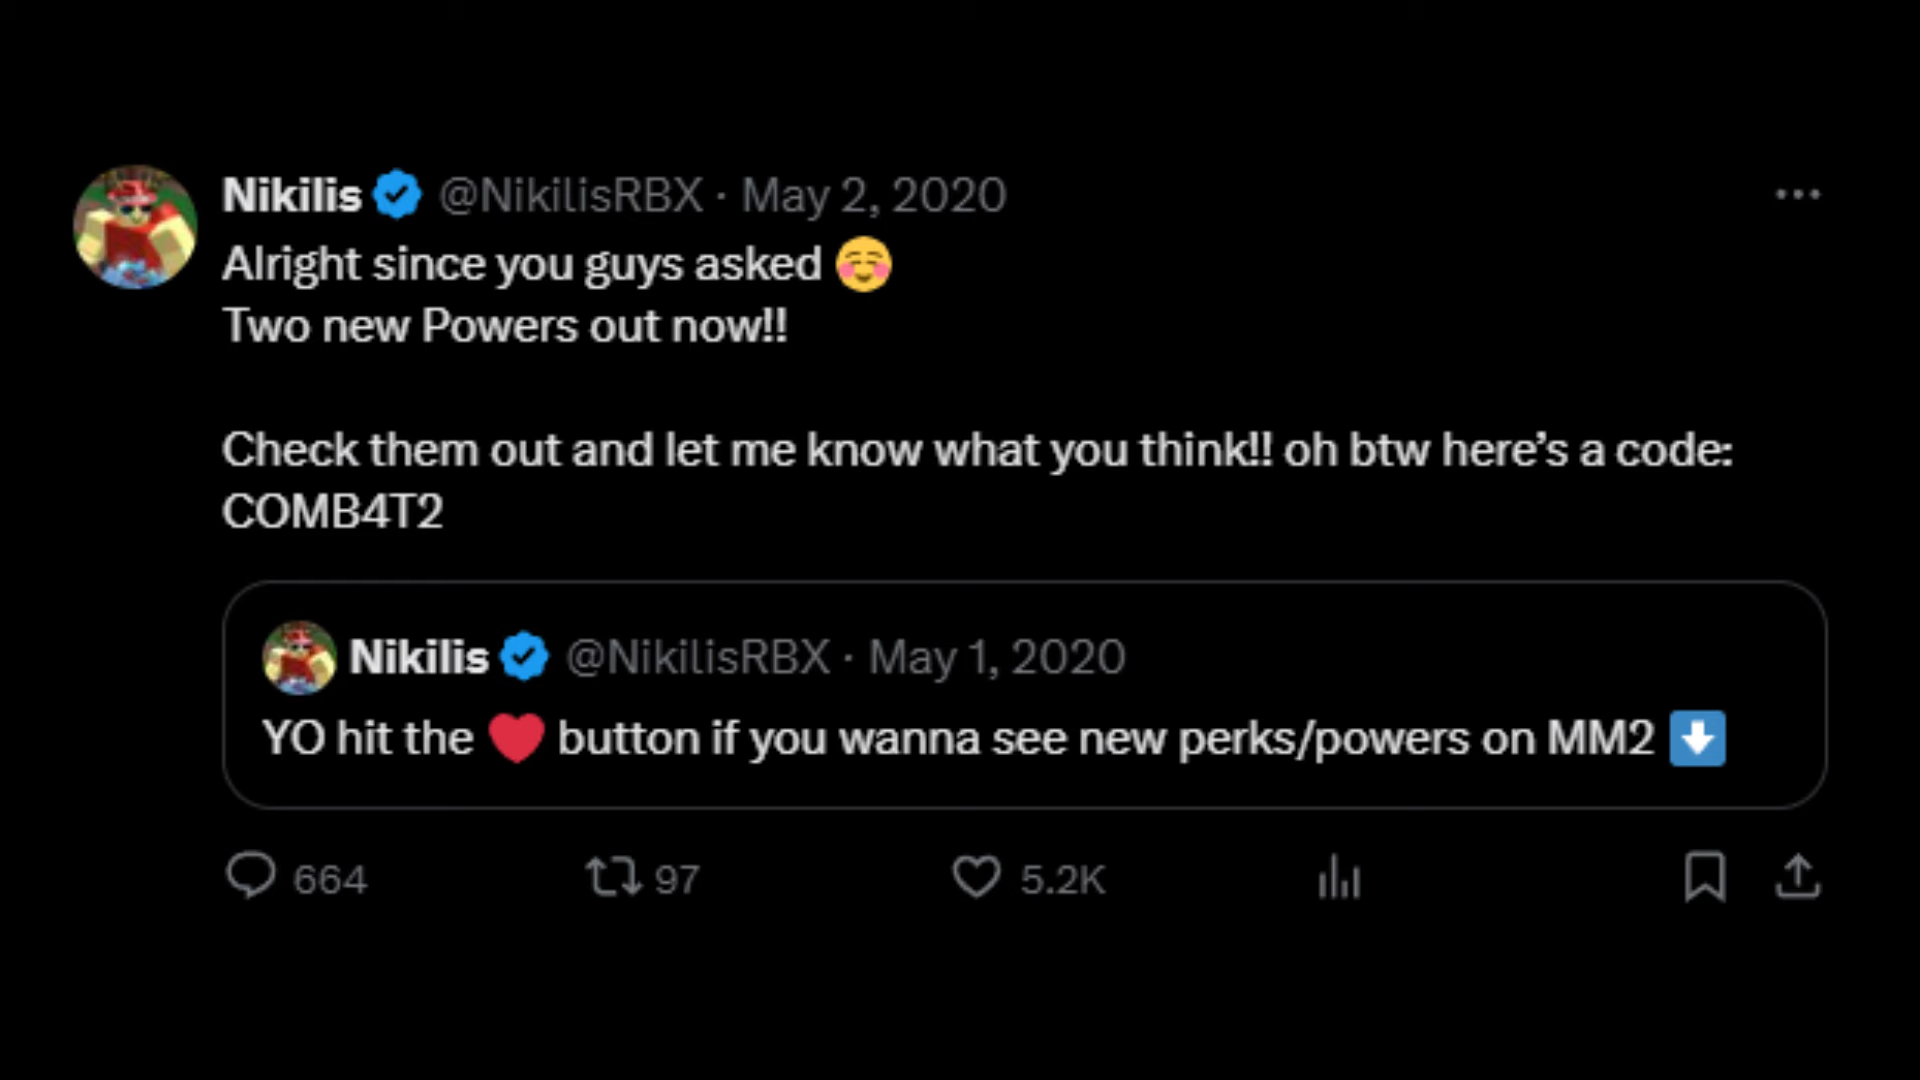 Nikilis @NikilisRBX · May 2, 2020
Alright since you guys asked ☺️
Two new Powers out now!!
Check them out and let me know what you think!! oh btw here’s a code:
COMB4T2
Nikilis @NikilisRBX · May 1, 2020
YO hit the ❤️ button if you wanna see new perks/powers on MM2 ⬇️
664 97 5.2K